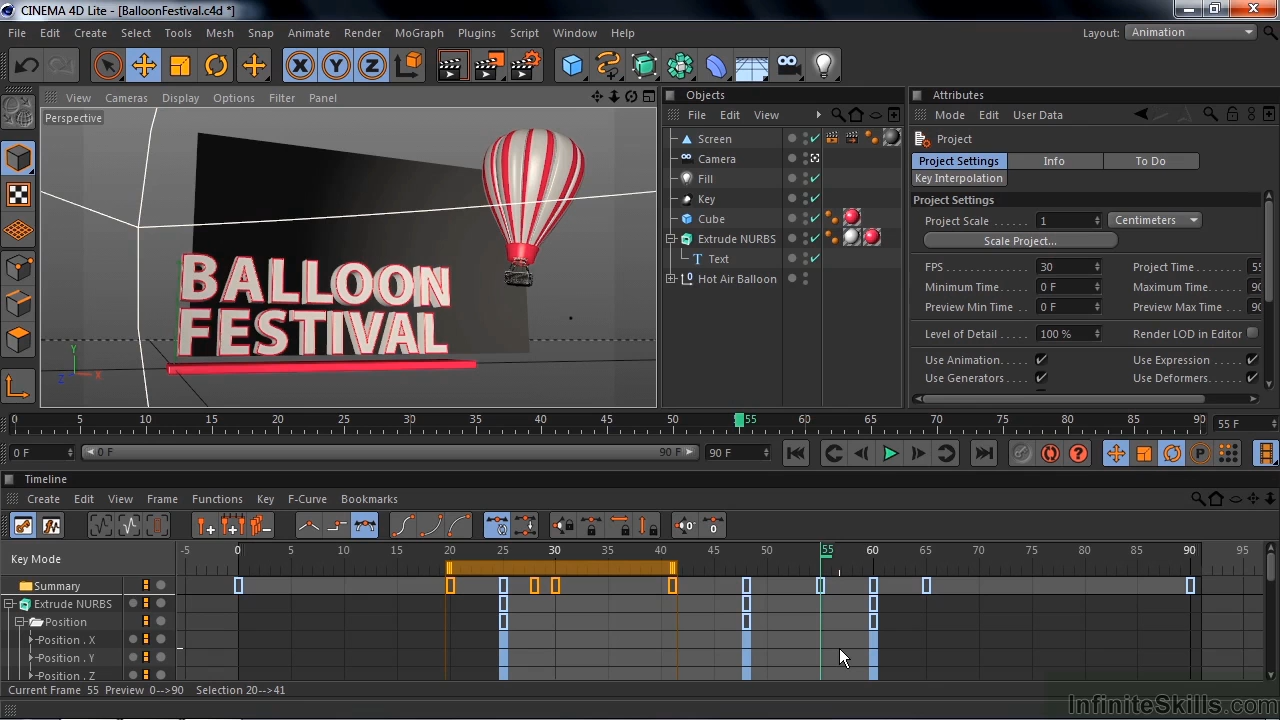 CINEMA 4D Lite - [BalloonFestival.c4d *]
File Edit Create Select Tools Mesh Snap Animate Render MoGraph Plugins Script Window Help Layout: Animation
X Y Z
View Cameras Display Options Filter Panel
Perspective
BALLOON
FESTIVAL
Y
Z X
Objects
File Edit View
Screen
Camera
Fill
Key
Cube
Extrude NURBS
Text
Hot Air Balloon
Attributes
Mode Edit User Data
Project
Project Settings Info To Do
Key Interpolation
Project Settings
Project Scale 1 Centimeters
Scale Project...
FPS 30 Project Time 55
Minimum Time 0 F Maximum Time 90
Preview Min Time 0 F Preview Max Time 90
Level of Detail 100 % Render LOD in Editor
Use Animation Use Expression
Use Generators Use Deformers
0 5 10 15 20 25 30 35 40 45 50 55 60 65 70 75 80 85 90 55 F
0 F 0 F 90 F 90 F P
Timeline
Create Edit View Frame Functions Key F-Curve Bookmarks
Key Mode -5 0 5 10 15 20 25 30 35 40 45 50 55 60 65 70 75 80 85 90 95
Summary
Extrude NURBS
Position
Position . X
Position . Y
Position . Z
Current Frame 55 Preview 0-->90 Selection 20-->41
InfiniteSkills.com